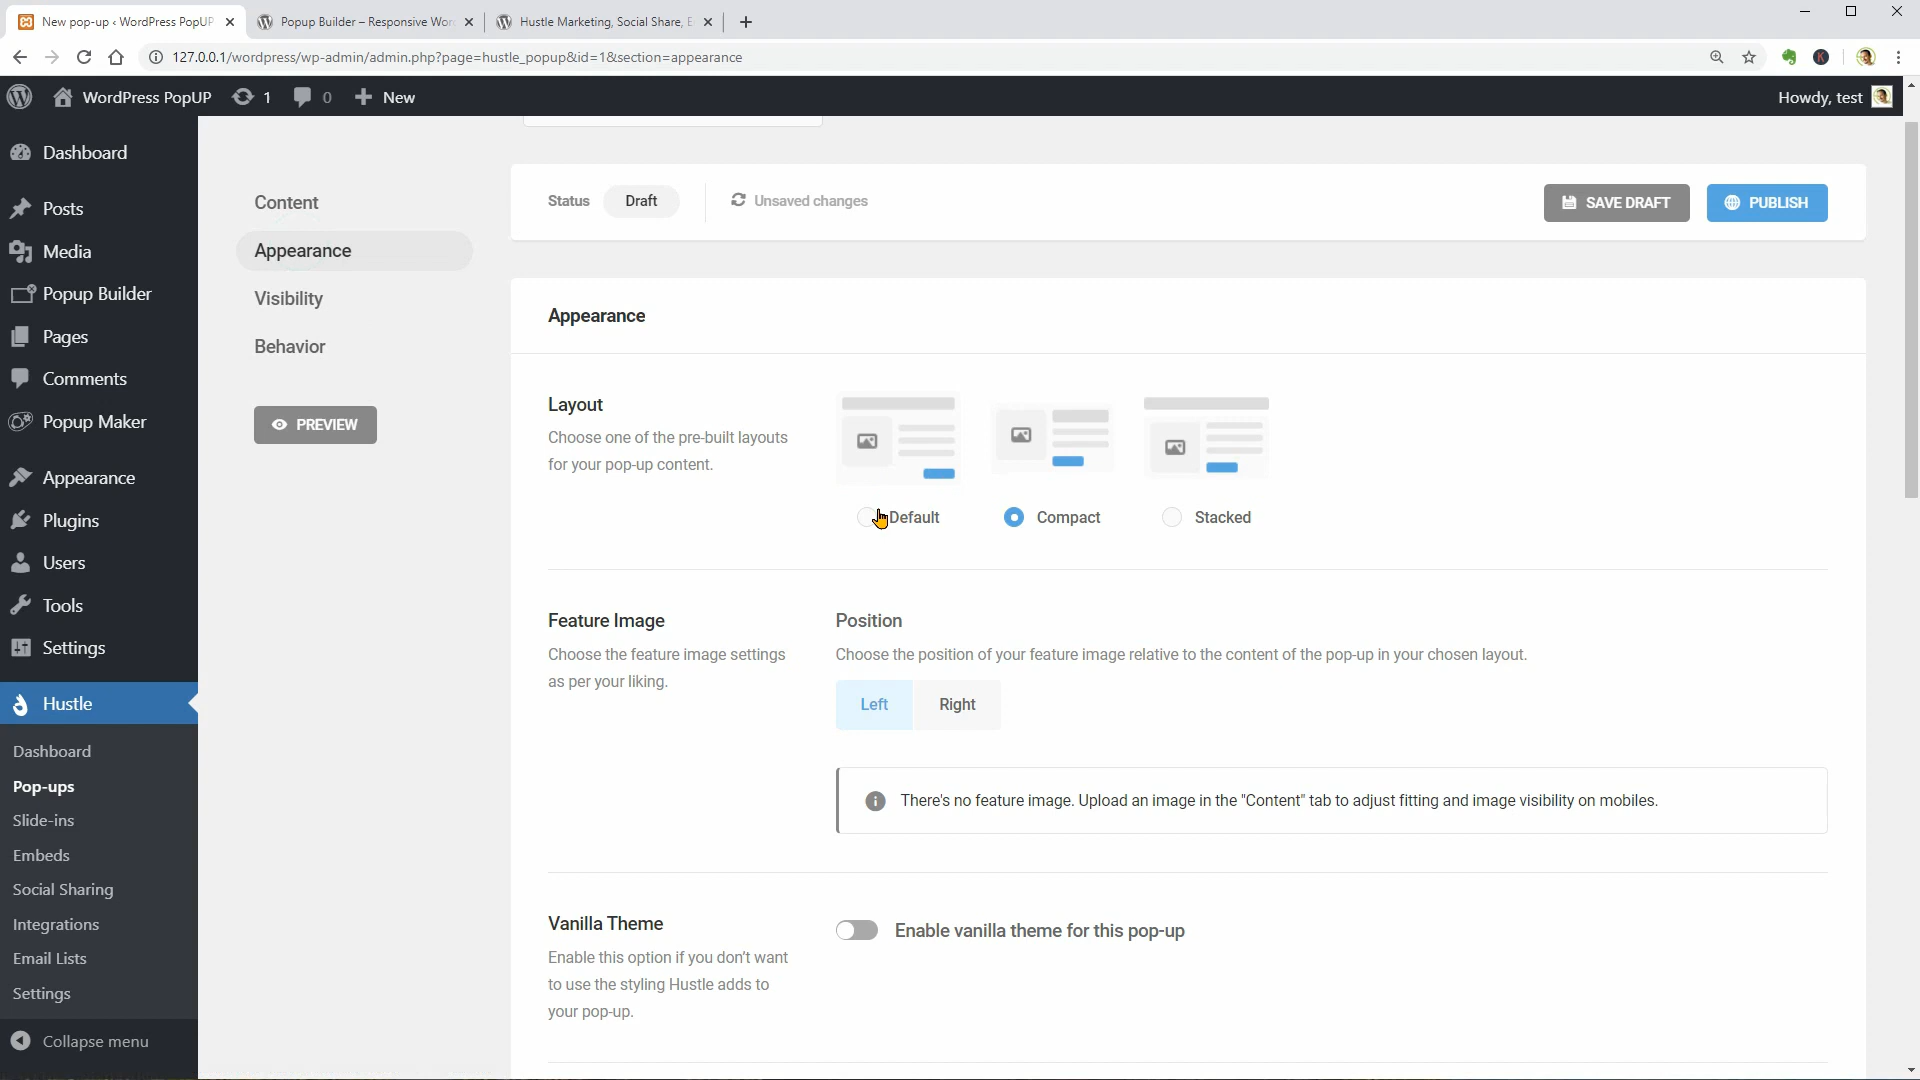 New pop-up ‹ WordPress PopUP
Popup Builder – Responsive Wor
Hustle Marketing, Social Share, E
127.0.0.1/wordpress/wp-admin/admin.php?page=hustle_popup&id=1&section=appearance
WordPress PopUP
1
0
New
Howdy, test
Dashboard
Posts
Media
Popup Builder
Pages
Comments
Popup Maker
Appearance
Plugins
Users
Tools
Settings
Hustle
Dashboard
Pop-ups
Slide-ins
Embeds
Social Sharing
Integrations
Email Lists
Settings
Collapse menu
Content
Appearance
Visibility
Behavior
PREVIEW
Status
Draft
Unsaved changes
SAVE DRAFT
PUBLISH
Appearance
Layout
Choose one of the pre-built layouts
for your pop-up content.
Default
Compact
Stacked
Feature Image
Choose the feature image settings
as per your liking.
Position
Choose the position of your feature image relative to the content of the pop-up in your chosen layout.
Left
Right
There's no feature image. Upload an image in the "Content" tab to adjust fitting and image visibility on mobiles.
Vanilla Theme
Enable this option if you don't want
to use the styling Hustle adds to
your pop-up.
Enable vanilla theme for this pop-up